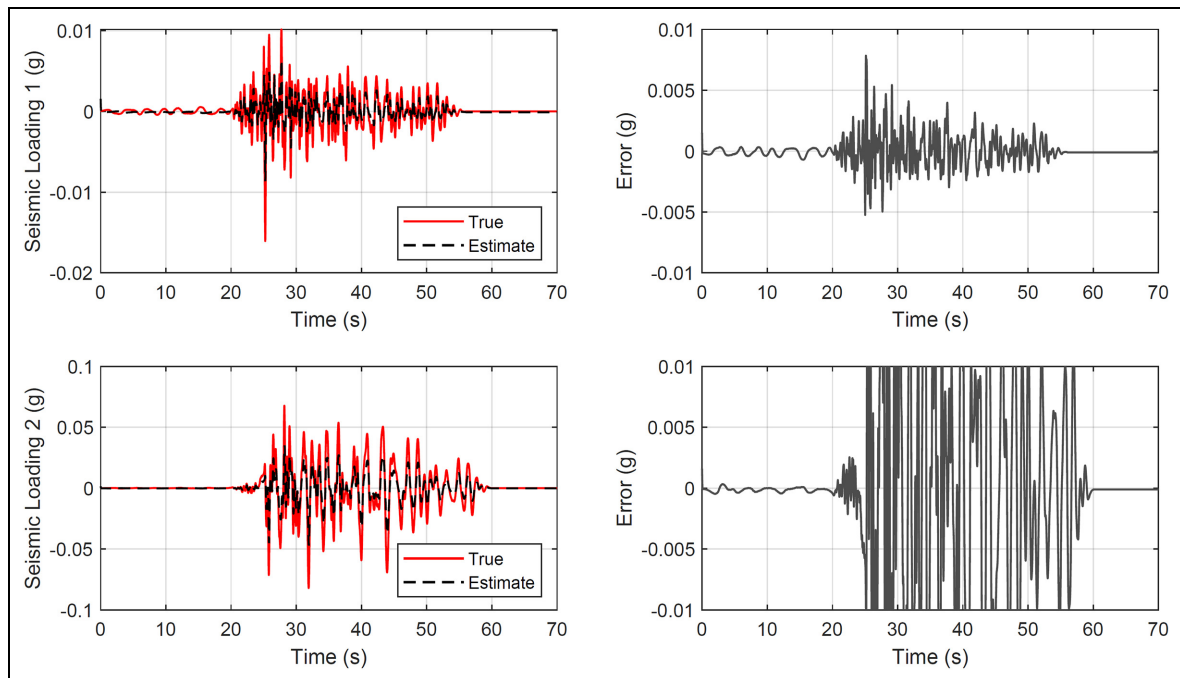 Seismic Loading 1 (g)
0.01
0
-0.01
-0.02
True
Estimate
0 10 20 30 40 50 60 70
Time (s)
Error (g)
0.01
0.005
0
-0.005
-0.01
0 10 20 30 40 50 60 70
Time (s)
Seismic Loading 2 (g)
0.1
0.05
0
-0.05
-0.1
True
Estimate
0 10 20 30 40 50 60 70
Time (s)
Error (g)
0.01
0.005
0
-0.005
-0.01
0 10 20 30 40 50 60 70
Time (s)